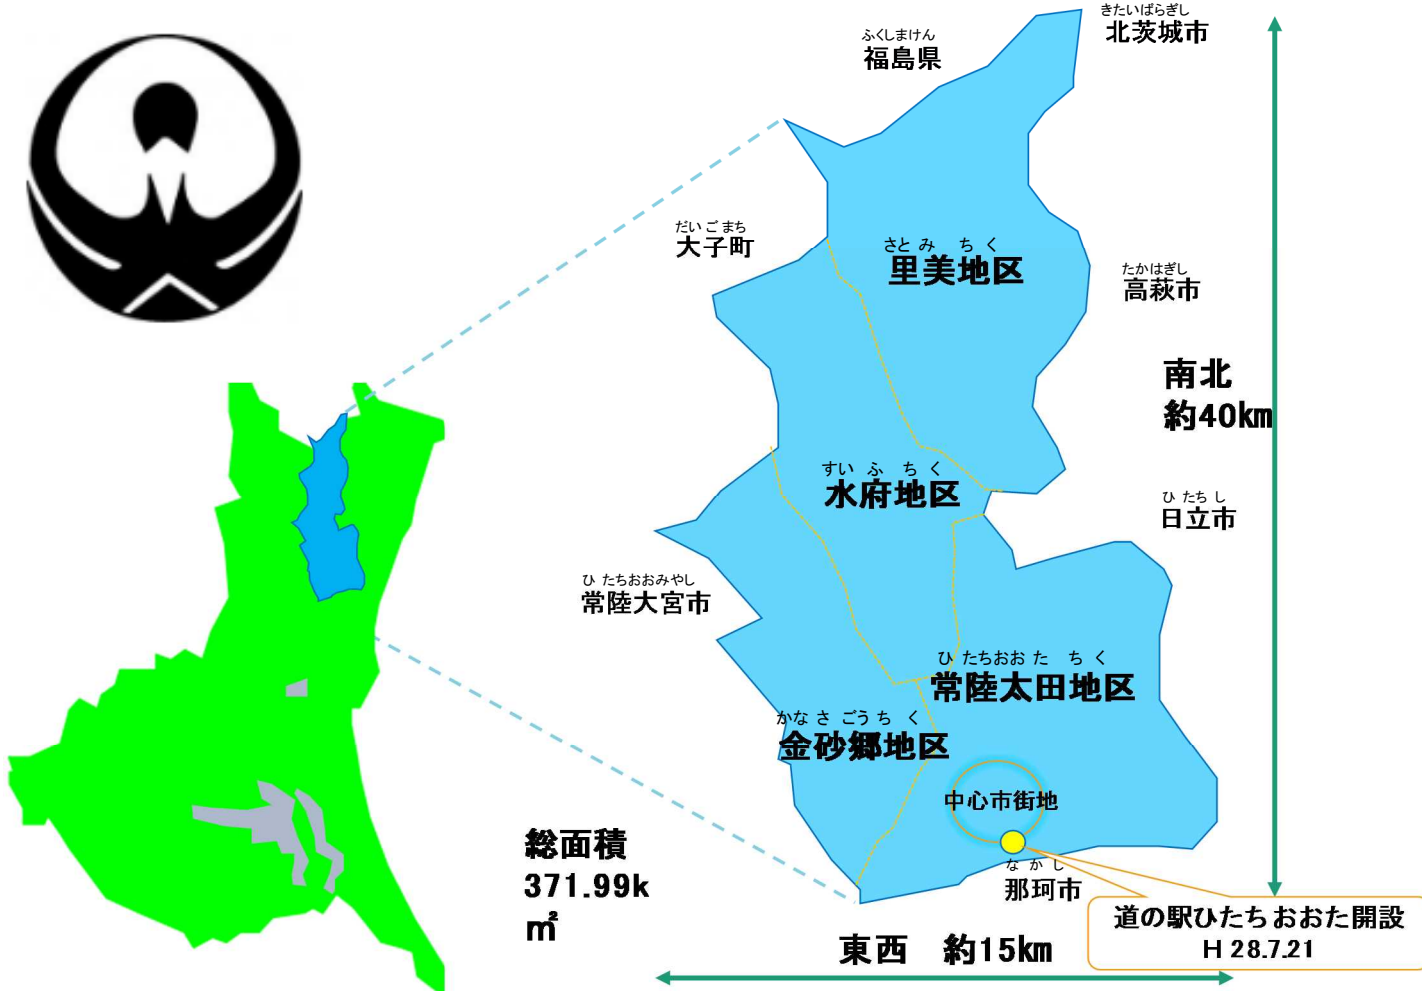 きたいばらぎし
北茨城市
ふくしまけん
福島県
だいごまち
大子町
さとみ ちく
里美地区
たかはぎし
高萩市
南北
約40km
すいふ ちく
水府地区
ひたちし
日立市
ひたちおおみやし
常陸大宮市
ひたちおおた ちく
常陸太田地区
かなさごうちく
金砂郷地区
中心市街地
総面積
371.99k
㎡
なかし
那珂市
道の駅ひたちおおた開設
H 28.7.21
東西 約15km